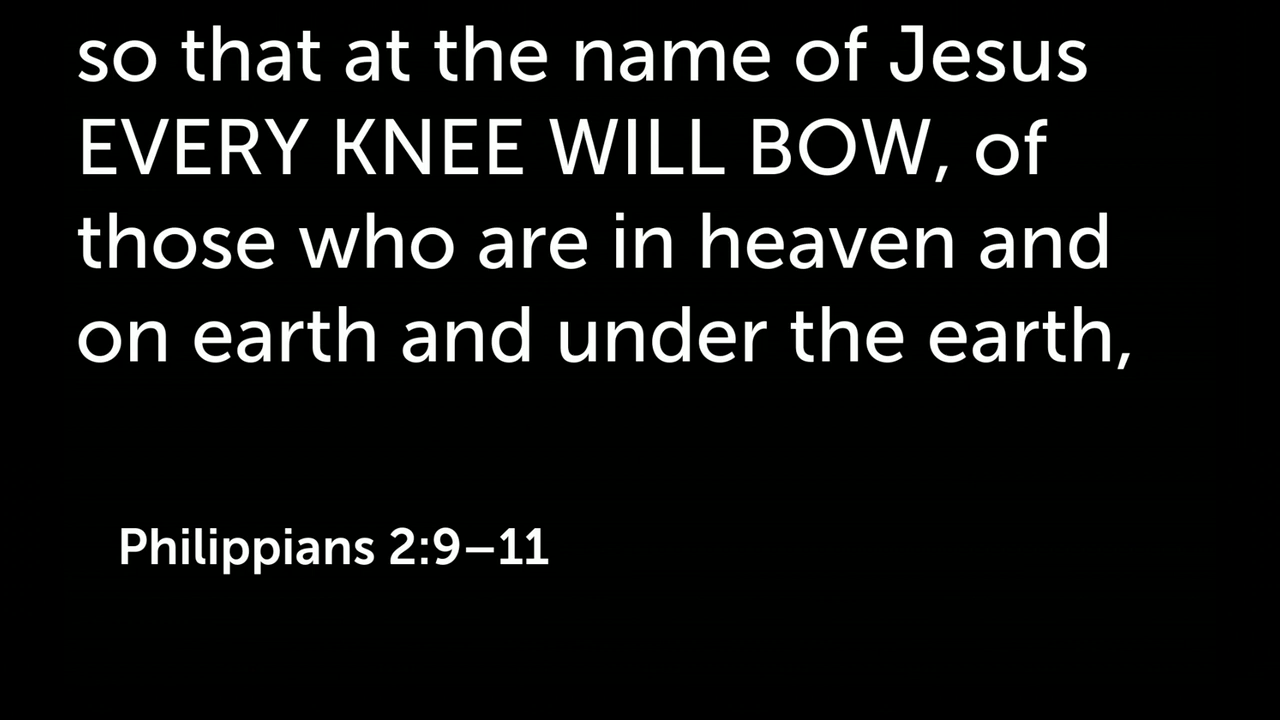 so that at the name of Jesus
EVERY KNEE WILL BOW, of
those who are in heaven and
on earth and under the earth,
Philippians 2:9–11